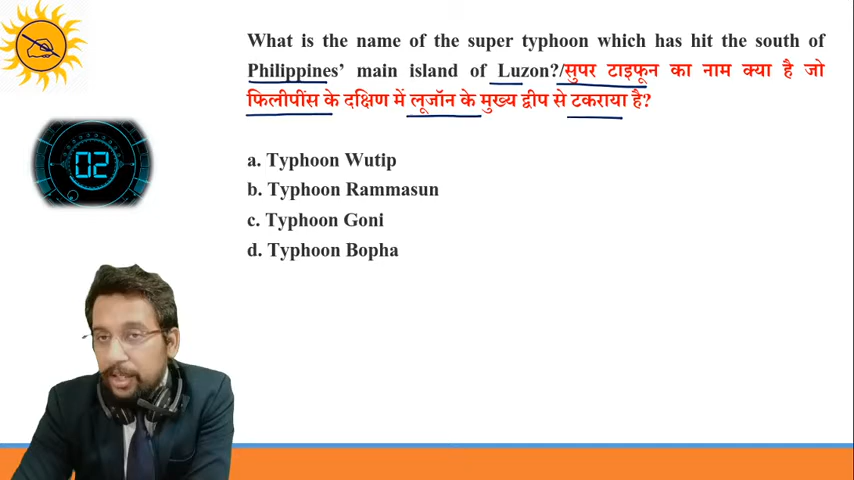 What is the name of the super typhoon which has hit the south of
Philippines’ main island of Luzon?/सुपर टाइफून का नाम क्या है जो
फिलीपींस के दक्षिण में लूजॉन के मुख्य द्वीप से टकराया है?
02
a. Typhoon Wutip
b. Typhoon Rammasun
c. Typhoon Goni
d. Typhoon Bopha